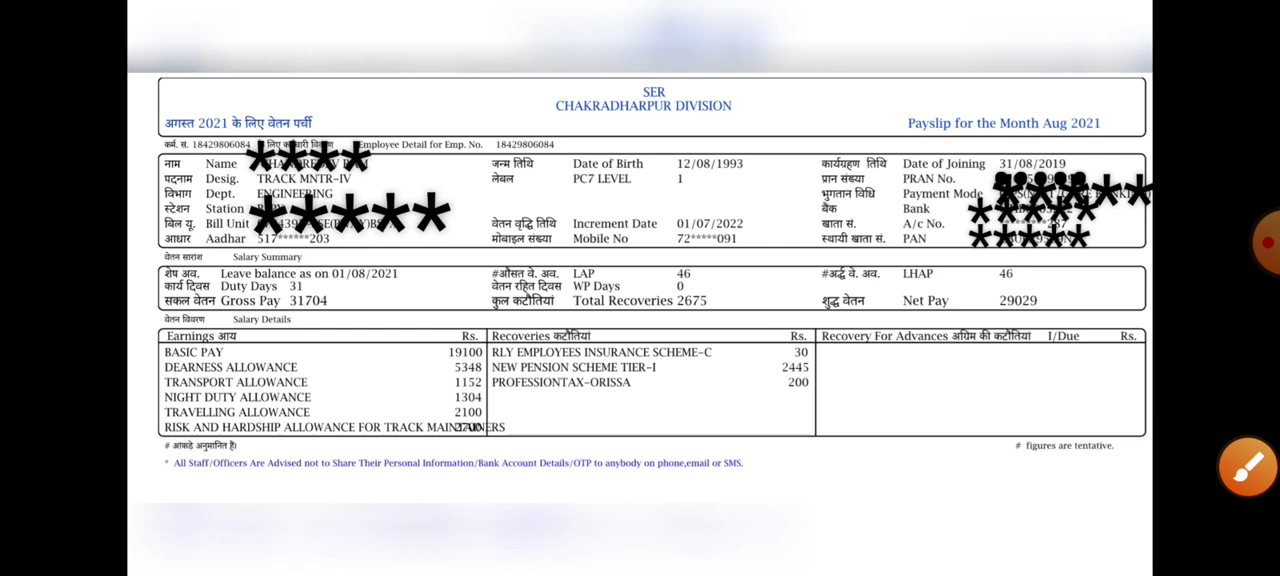 SER
CHAKRADHARPUR DIVISION
अगस्त 2021 के लिए वेतन पर्ची Payslip for the Month Aug 2021
कर्म. सं. 18429806084 Employee Detail for Emp. No. 18429806084
नाम Name जन्म तिथि Date of Birth 12/08/1993 कार्यग्रहण तिथि Date of Joining 31/08/2019
पदनाम Desig. TRACK MNTR-IV लेबल PC7 LEVEL 1 प्रान संख्या PRAN No.
विभाग Dept. ENGINEERING भुगतान विधि Payment Mode
स्टेशन Station बैंक Bank
बिल यू. Bill Unit वेतन वृद्धि तिथि Increment Date 01/07/2022 खाता सं. A/c No.
आधार Aadhar 517******203 मोबाइल संख्या Mobile No 72*****091 स्थायी खाता सं. PAN
वेतन सारांश Salary Summary
शेष अव. Leave balance as on 01/08/2021 #औसत वे. अव. LAP 46 #अर्द्ध वे. अव. LHAP 46
कार्य दिवस Duty Days 31 वेतन रहित दिवस WP Days 0
सकल वेतन Gross Pay 31704 कुल कटौतियां Total Recoveries 2675 शुद्ध वेतन Net Pay 29029
वेतन विवरण Salary Details
Earnings आय Rs. Recoveries कटौतियां Rs. Recovery For Advances अग्रिम की कटौतियां I/Due Rs.
BASIC PAY 19100 RLY EMPLOYEES INSURANCE SCHEME-C 30
DEARNESS ALLOWANCE 5348 NEW PENSION SCHEME TIER-I 2445
TRANSPORT ALLOWANCE 1152 PROFESSIONTAX-ORISSA 200
NIGHT DUTY ALLOWANCE 1304
TRAVELLING ALLOWANCE 2100
RISK AND HARDSHIP ALLOWANCE FOR TRACK MAINTAINERS 2700
# आंकड़े अनुमानित हैं। # figures are tentative.
* All Staff/Officers Are Advised not to Share Their Personal Information/Bank Account Details/OTP to anybody on phone,email or SMS.